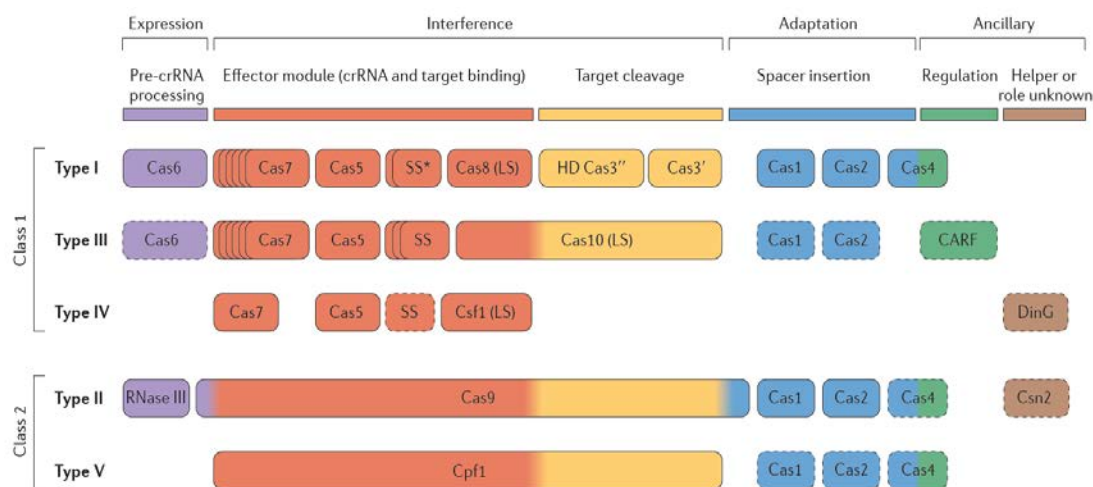 Expression Interference Adaptation Ancillary
Pre-crRNA Effector module (crRNA and target binding) Target cleavage Spacer insertion Regulation Helper or
processing role unknown
Type I Cas6 Cas7 Cas5 SS* Cas8 (LS) HD Cas3′′ Cas3′ Cas1 Cas2 Cas4
Class 1
Type III Cas6 Cas7 Cas5 SS Cas10 (LS) Cas1 Cas2 CARF
Type IV Cas7 Cas5 SS Csf1 (LS) DinG
Type II RNase III Cas9 Cas1 Cas2 Cas4 Csn2
Class 2
Type V Cpf1 Cas1 Cas2 Cas4